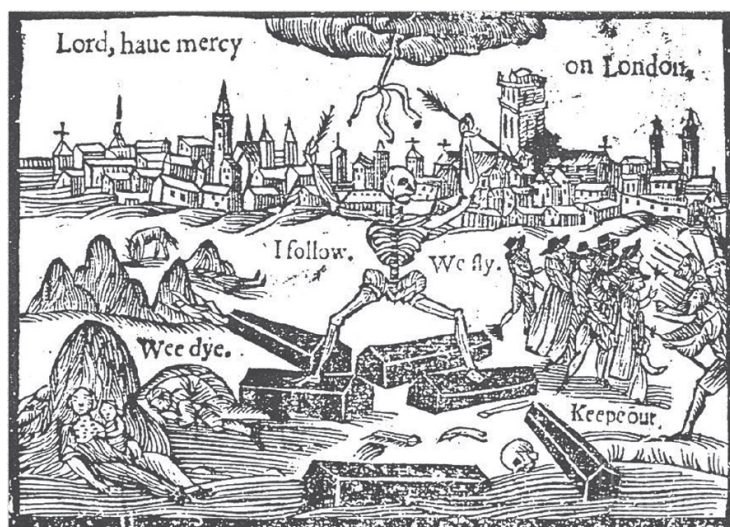 Lord, haue mercy
on London.
I follow.
We fly.
Wee dye.
Keepe out.